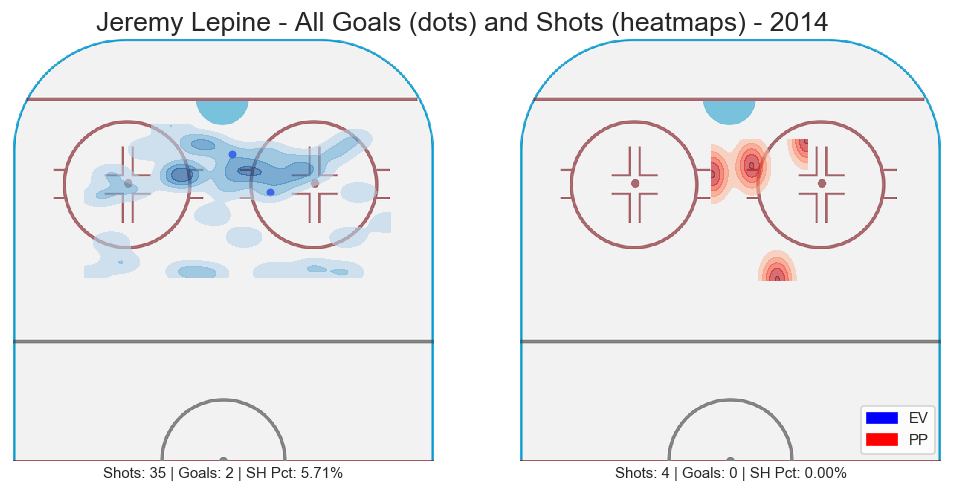 Jeremy Lepine - All Goals (dots) and Shots (heatmaps) - 2014
EV
PP
Shots: 35 | Goals: 2 | SH Pct: 5.71%
Shots: 4 | Goals: 0 | SH Pct: 0.00%